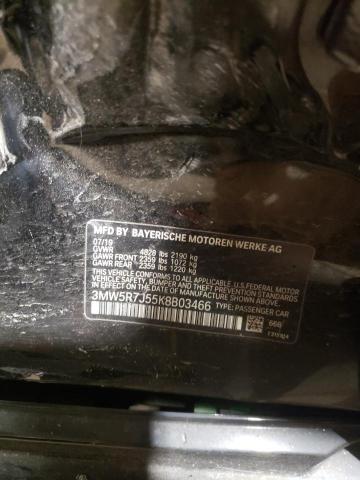 MFD BY BAYERISCHE MOTOREN WERKE AG
07/19
GVWR 4828 lbs 2190 kg
GAWR FRONT 2359 lbs 1072 kg
GAWR REAR 2359 lbs 1220 kg
THIS VEHICLE CONFORMS TO ALL APPLICABLE U.S. FEDERAL MOTOR
VEHICLE SAFETY, BUMPER, AND THEFT PREVENTION STANDARDS
IN EFFECT ON THE DATE OF MANUFACTURE SHOWN ABOVE.
3MW5R7J55K8B03466 TYPE: PASSENGER CAR
668